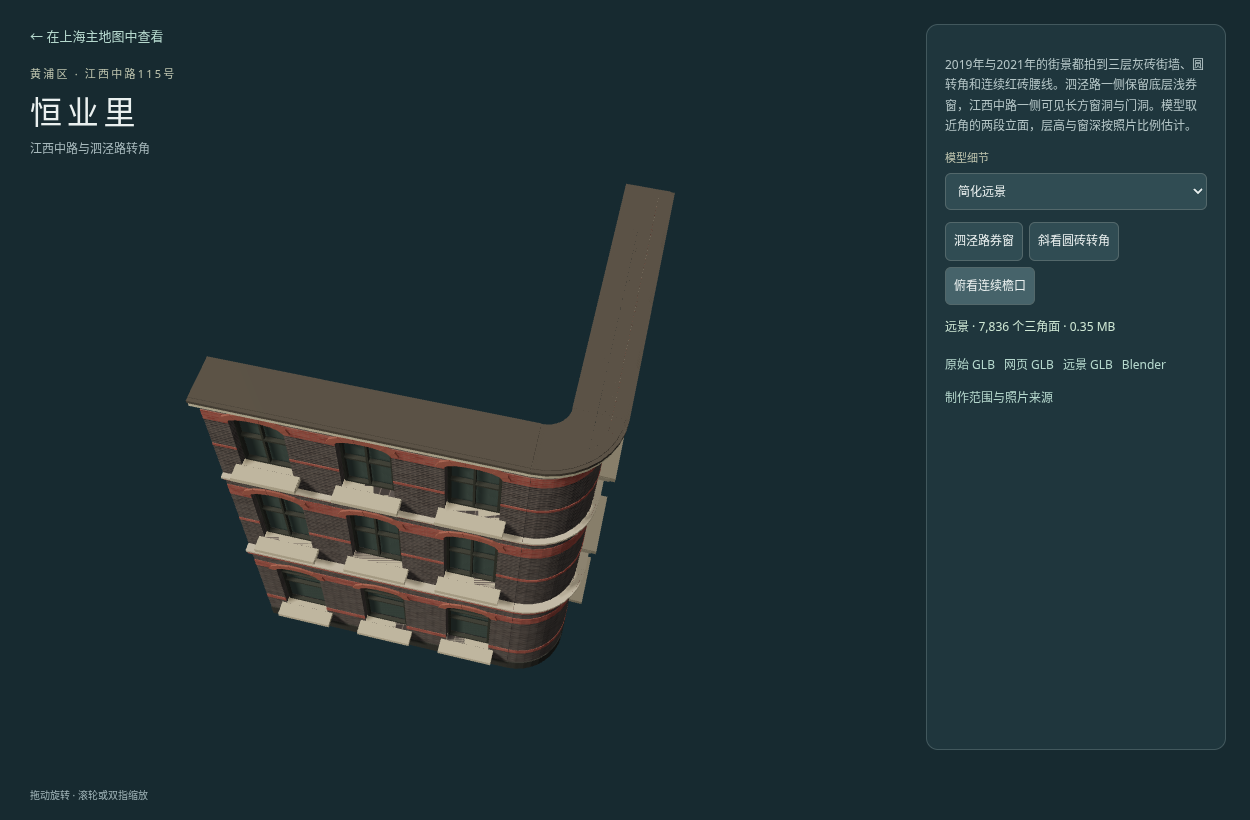 ← 在上海主地图中查看
黄浦区 · 江西中路115号
恒业里
江西中路与泗泾路转角
2019年与2021年的街景都拍到三层灰砖街墙、圆
转角和连续红砖腰线。泗泾路一侧保留底层浅券
窗，江西中路一侧可见长方窗洞与门洞。模型取
近角的两段立面，层高与窗深按照片比例估计。
模型细节
简化远景
泗泾路券窗 斜看圆砖转角
俯看连续檐口
远景 · 7,836 个三角面 · 0.35 MB
原始 GLB 网页 GLB 远景 GLB Blender
制作范围与照片来源
拖动旋转 · 滚轮或双指缩放